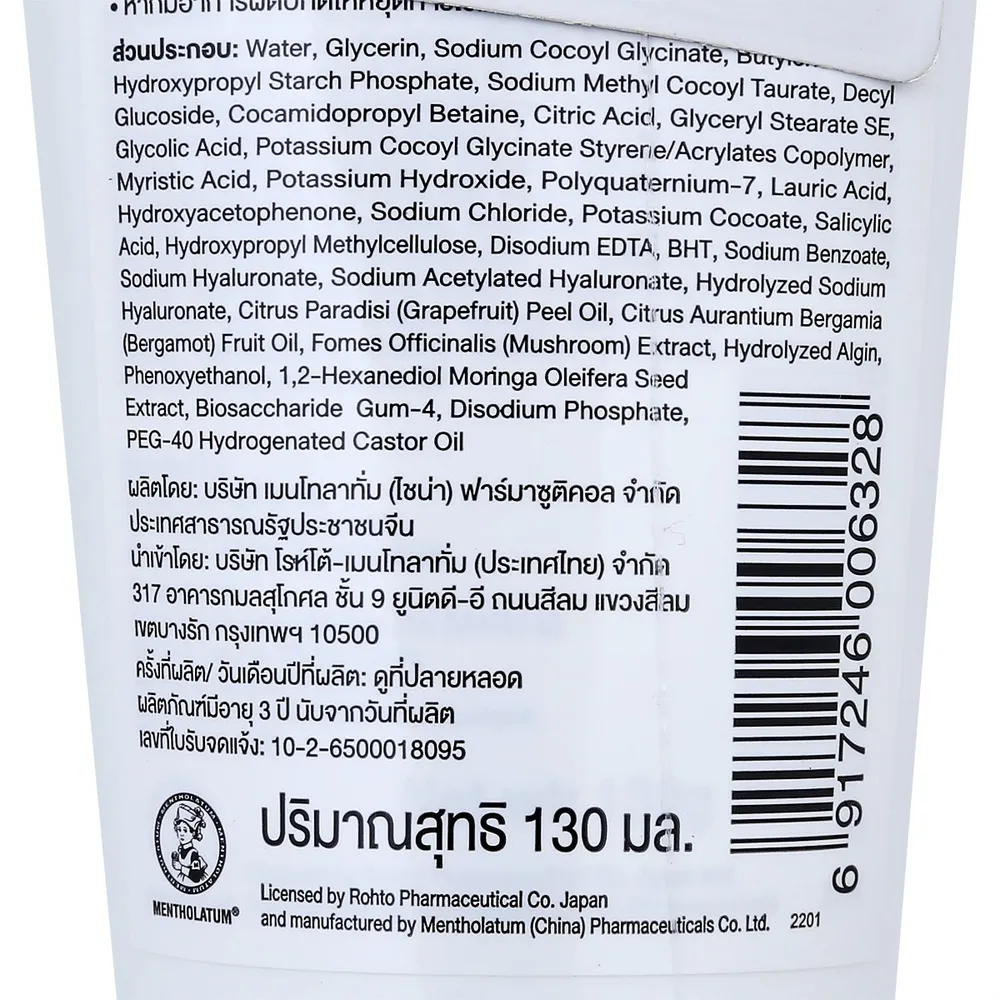 ส่วนประกอบ: Water, Glycerin, Sodium Cocoyl Glycinate,
Hydroxypropyl Starch Phosphate, Sodium Methyl Cocoyl Taurate, Decyl
Glucoside, Cocamidopropyl Betaine, Citric Acid, Glyceryl Stearate SE,
Glycolic Acid, Potassium Cocoyl Glycinate Styrene/Acrylates Copolymer,
Myristic Acid, Potassium Hydroxide, Polyquaternium-7, Lauric Acid,
Hydroxyacetophenone, Sodium Chloride, Potassium Cocoate, Salicylic
Acid, Hydroxypropyl Methylcellulose, Disodium EDTA, BHT, Sodium Benzoate,
Sodium Hyaluronate, Sodium Acetylated Hyaluronate, Hydrolyzed Sodium
Hyaluronate, Citrus Paradisi (Grapefruit) Peel Oil, Citrus Aurantium Bergamia
(Bergamot) Fruit Oil, Fomes Officinalis (Mushroom) Extract, Hydrolyzed Algin,
Phenoxyethanol, 1,2-Hexanediol Moringa Oleifera Seed
Extract, Biosaccharide Gum-4, Disodium Phosphate,
PEG-40 Hydrogenated Castor Oil
ผลิตโดย: บริษัท เมนโทลาทั่ม (ไชน่า) ฟาร์มาซูติคอล จำกัด
ประเทศสาธารณรัฐประชาชนจีน
นำเข้าโดย: บริษัท โรห์โต้-เมนโทลาทั่ม (ประเทศไทย) จำกัด
317 อาคารกมลสุโกศล ชั้น 9 ยูนิตดี-อี ถนนสีลม แขวงสีลม
เขตบางรัก กรุงเทพฯ 10500
ครั้งที่ผลิต/ วันเดือนปีที่ผลิต: ดูที่ปลายหลอด
ผลิตภัณฑ์มีอายุ 3 ปี นับจากวันที่ผลิต
เลขที่ใบรับจดแจ้ง: 10-2-6500018095
6 917246 006328
ปริมาณสุทธิ 130 มล.
MENTHOLATUM®
Licensed by Rohto Pharmaceutical Co. Japan
and manufactured by Mentholatum (China) Pharmaceuticals Co. Ltd. 2201